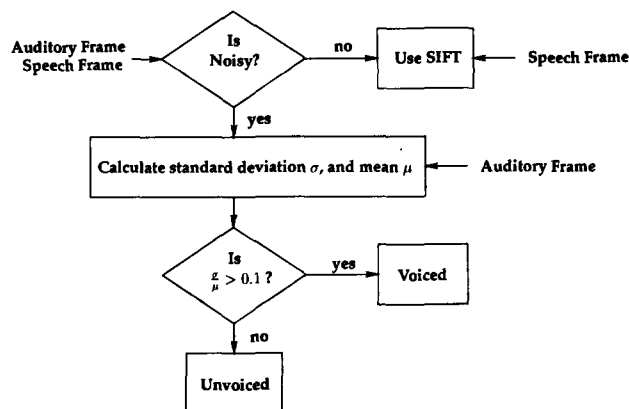 Auditory Frame
Speech Frame
Is
Noisy?
no
Use SIFT
Speech Frame
yes
Calculate standard deviation σ, and mean μ
Auditory Frame
Is
σ/μ > 0.1 ?
yes
Voiced
no
Unvoiced